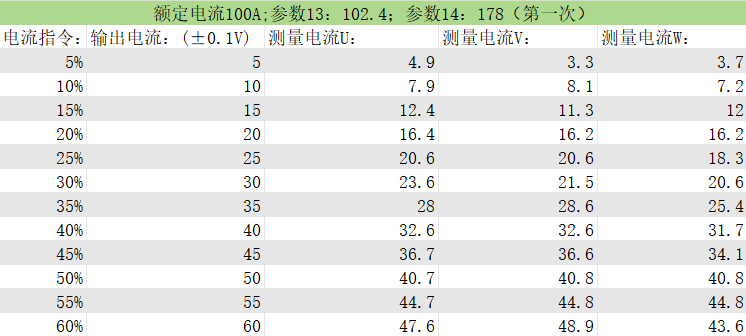 额定电流100A;参数13：102.4；参数14：178（第一次）
电流指令： 输出电流：(±0.1V) 测量电流U： 测量电流V： 测量电流W：
5% 5 4.9 3.3 3.7
10% 10 7.9 8.1 7.2
15% 15 12.4 11.3 12
20% 20 16.4 16.2 16.2
25% 25 20.6 20.6 18.3
30% 30 23.6 21.5 20.6
35% 35 28 28.6 25.4
40% 40 32.6 32.6 31.7
45% 45 36.7 36.6 34.1
50% 50 40.7 40.8 40.8
55% 55 44.7 44.8 44.8
60% 60 47.6 48.9 43.6